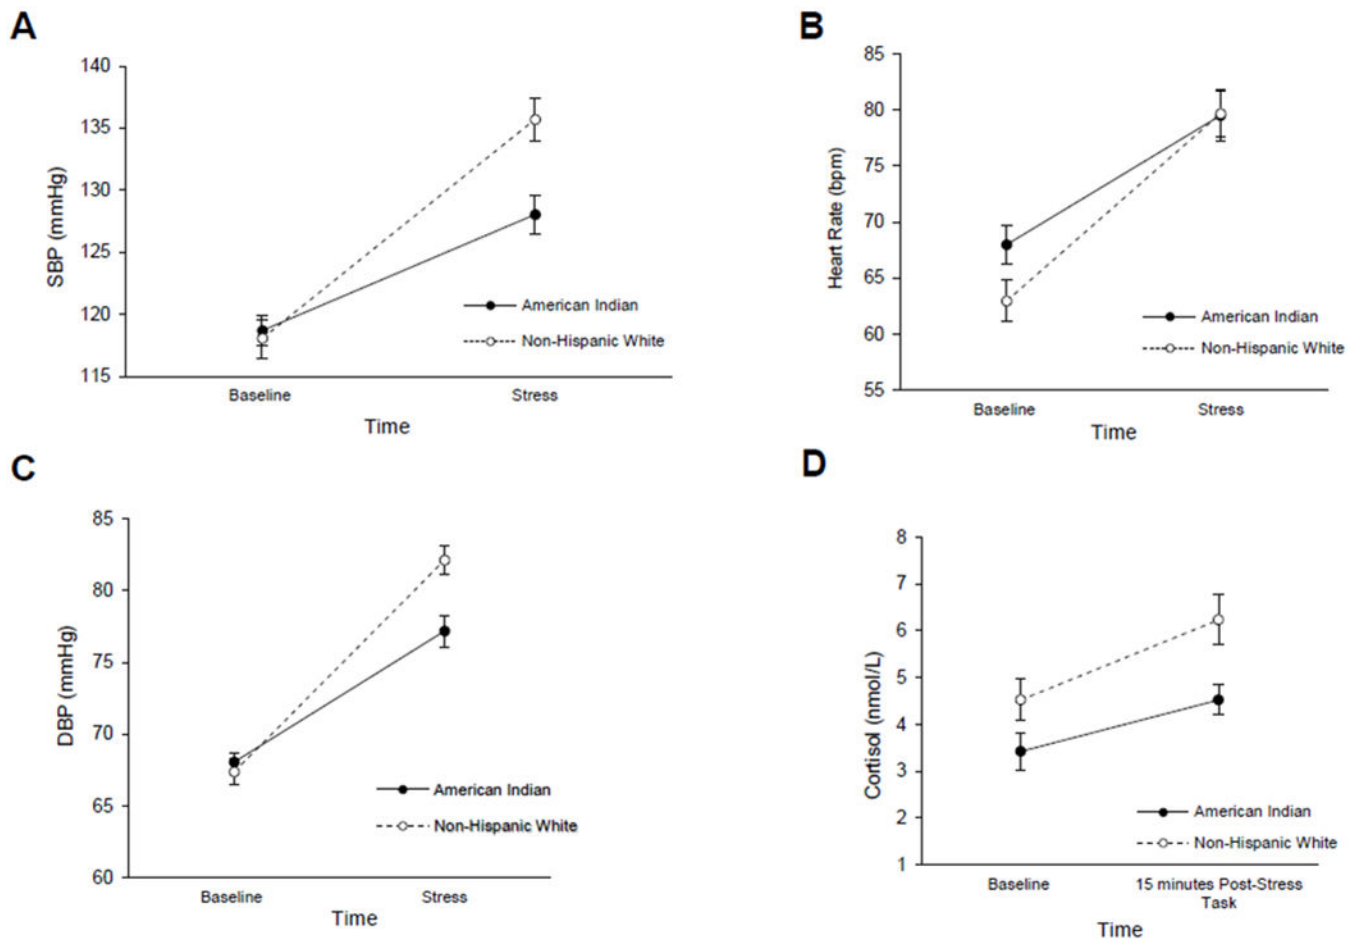 A
SBP (mmHg)
140
135
130
125
120
115
American Indian
Non-Hispanic White
Baseline
Stress
Time
B
Heart Rate (bpm)
85
80
75
70
65
60
55
American Indian
Non-Hispanic White
Baseline
Stress
Time
C
DBP (mmHg)
85
80
75
70
65
60
American Indian
Non-Hispanic White
Baseline
Stress
Time
D
Cortisol (nmol/L)
8
7
6
5
4
3
2
1
American Indian
Non-Hispanic White
Baseline
15 minutes Post-Stress
Task
Time